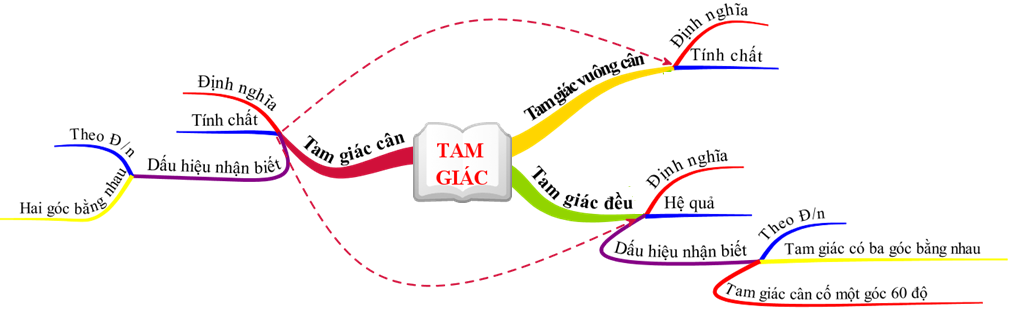 TAM
GIÁC
Tam giác cân
Định nghĩa
Tính chất
Dấu hiệu nhận biết
Theo Đ/n
Hai góc bằng nhau
Tam giác vuông cân
Định nghĩa
Tính chất
Tam giác đều
Định nghĩa
Hệ quả
Dấu hiệu nhận biết
Theo Đ/n
Tam giác có ba góc bằng nhau
Tam giác cân cố một góc 60 độ